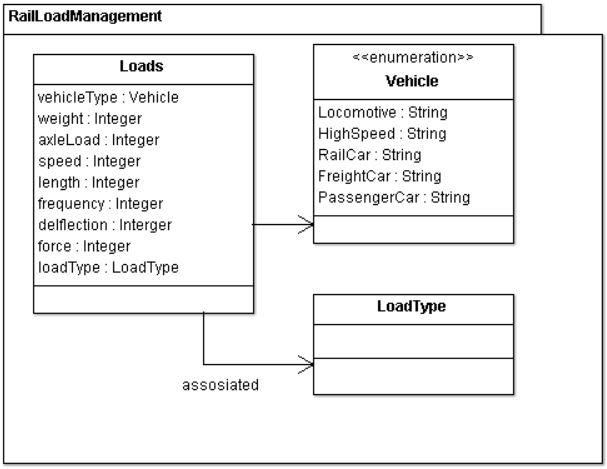 RailLoadManagement
Loads
vehicleType : Vehicle
weight : Integer
axleLoad : Integer
speed : Integer
length : Integer
frequency : Integer
delflection : Interger
force : Integer
loadType : LoadType
<<enumeration>>
Vehicle
Locomotive : String
HighSpeed : String
RailCar : String
FreightCar : String
PassengerCar : String
LoadType
assosiated